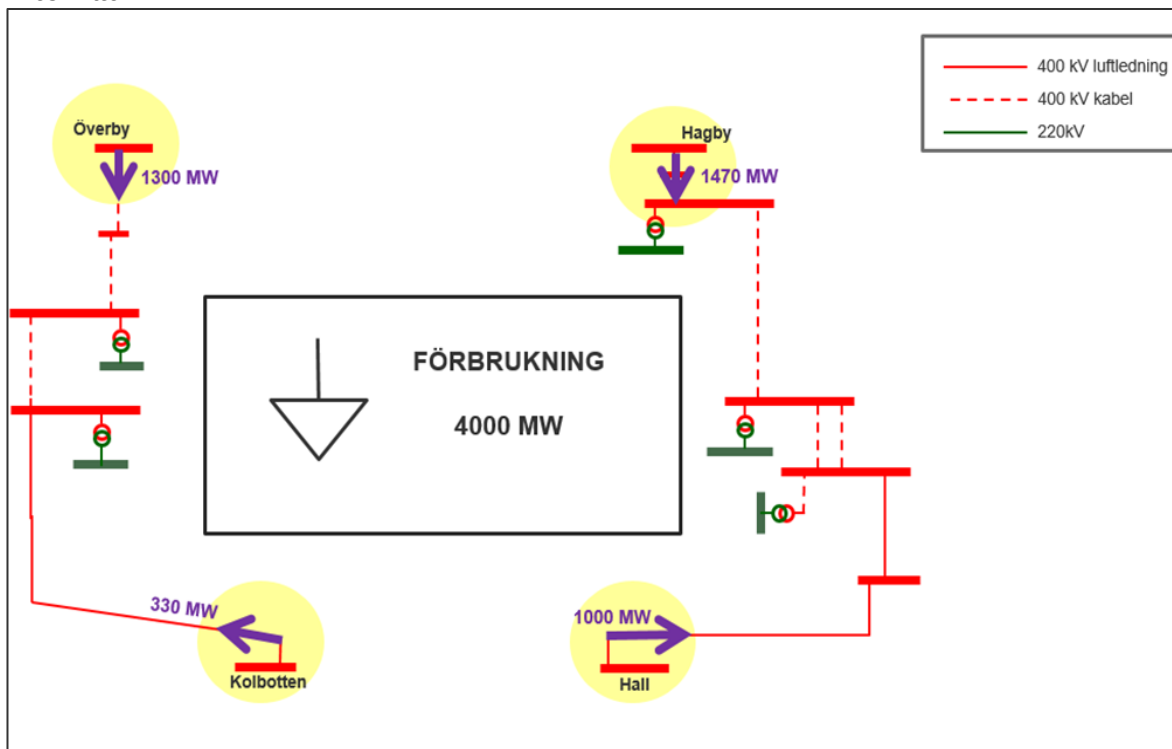 400 kV luftledning
400 kV kabel
220kV
Överby
1300 MW
Hagby
1470 MW
FÖRBRUKNING
4000 MW
330 MW
Kolbotten
1000 MW
Hall